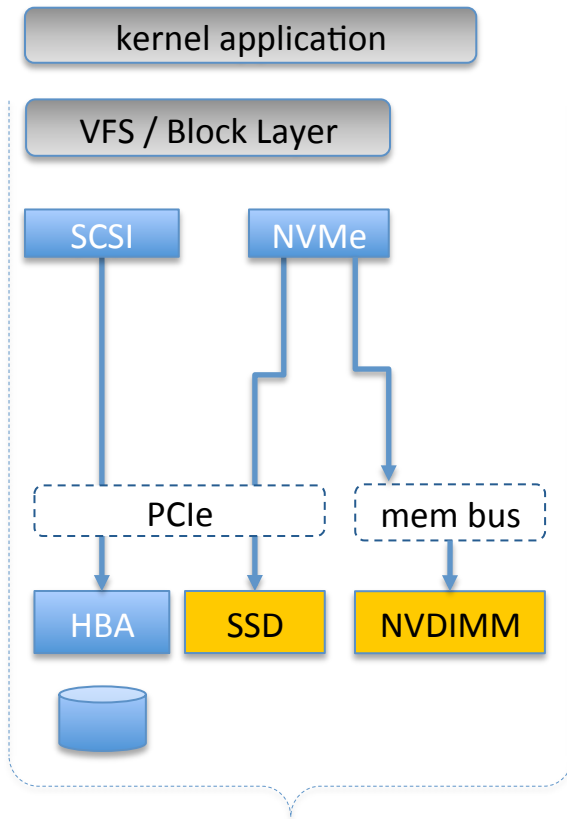 kernel application
VFS / Block Layer
SCSI
NVMe
PCIe
mem bus
HBA
SSD
NVDIMM